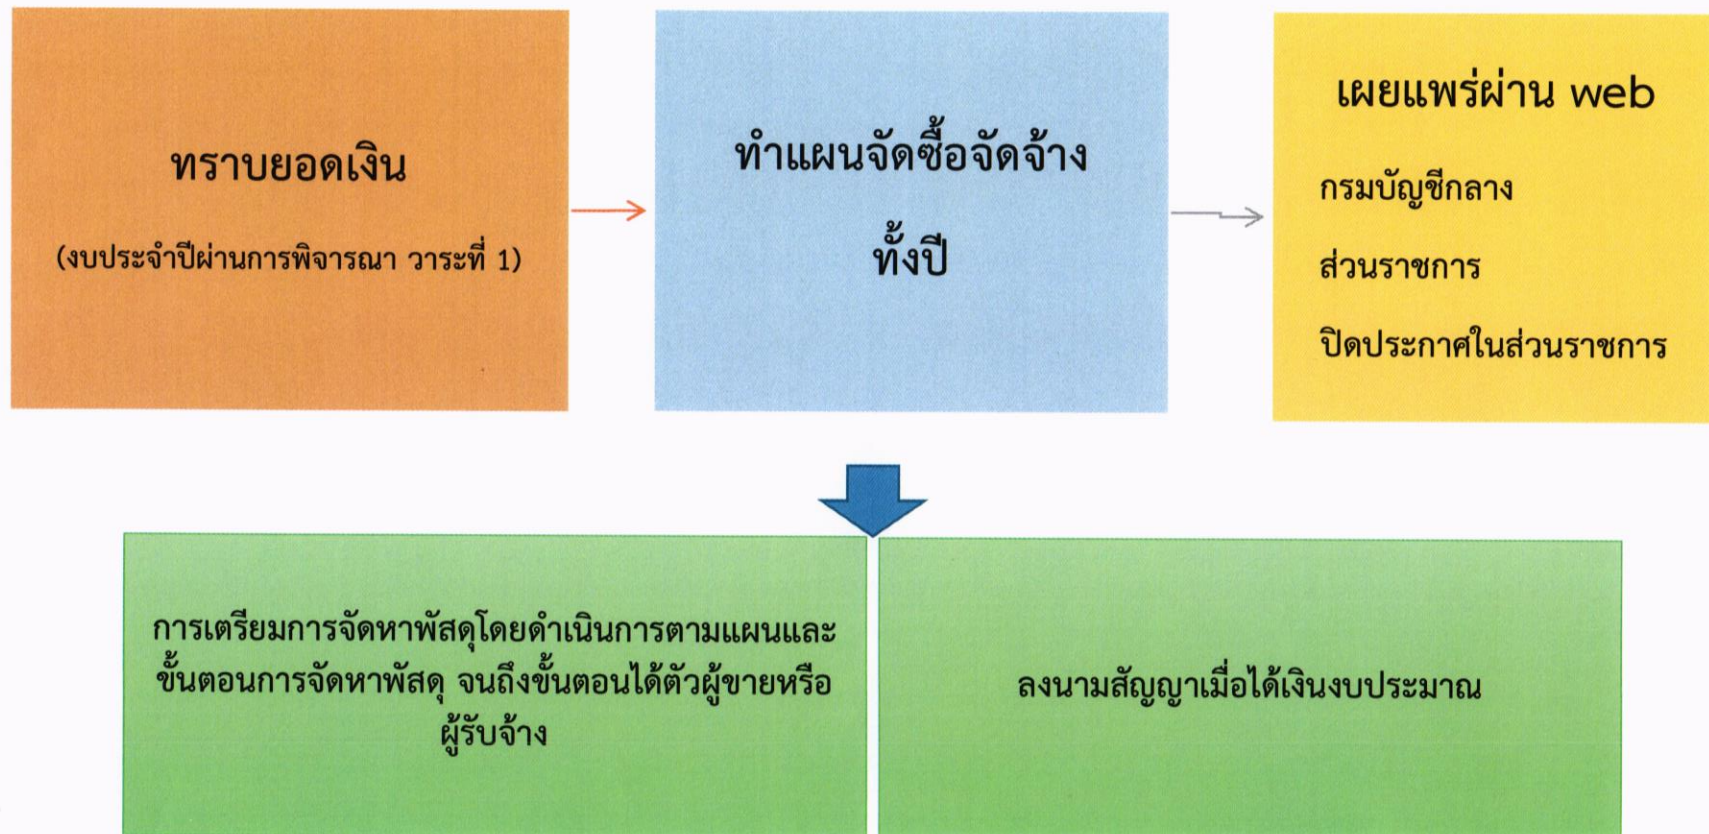 ทราบยอดเงิน
(งบประจำปีผ่านการพิจารณา วาระที่ 1)
ทำแผนจัดซื้อจัดจ้าง
ทั้งปี
เผยแพร่ผ่าน web
กรมบัญชีกลาง
ส่วนราชการ
ปิดประกาศในส่วนราชการ
การเตรียมการจัดหาพัสดุโดยดำเนินการตามแผนและ
ขั้นตอนการจัดหาพัสดุ จนถึงขั้นตอนได้ตัวผู้ขายหรือ
ผู้รับจ้าง
ลงนามสัญญาเมื่อได้เงินงบประมาณ